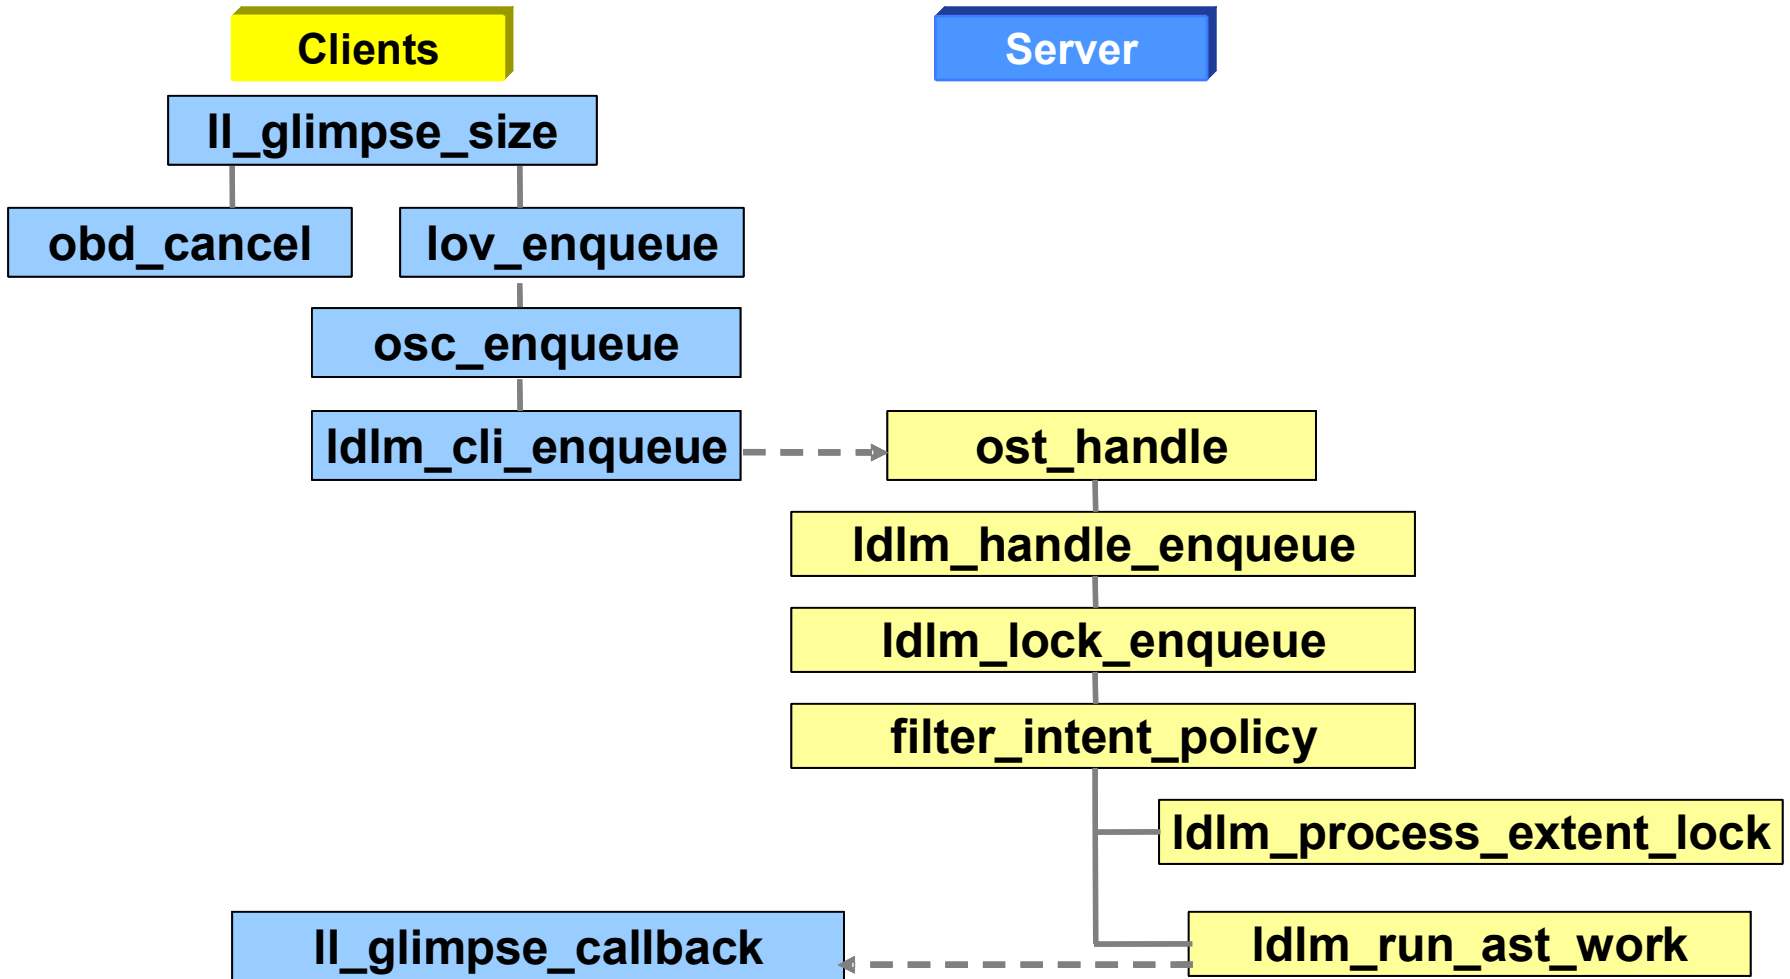 Clients
Server
ll_glimpse_size
obd_cancel
lov_enqueue
osc_enqueue
ldlm_cli_enqueue
ost_handle
ldlm_handle_enqueue
ldlm_lock_enqueue
filter_intent_policy
ldlm_process_extent_lock
ll_glimpse_callback
ldlm_run_ast_work